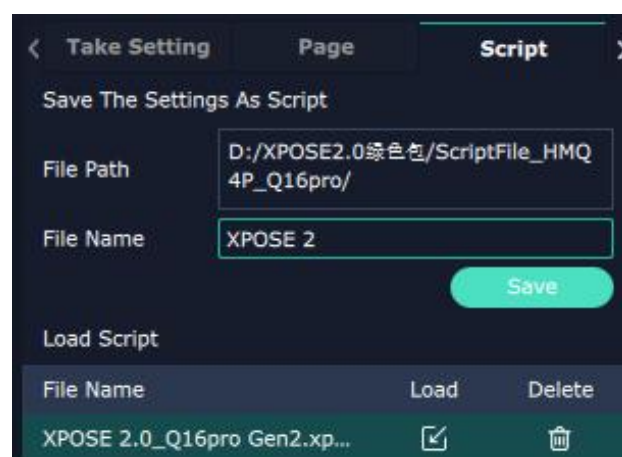 Take Setting Page Script
Save The Settings As Script
File Path
D:/XPOSE2.0绿色包/ScriptFile_HMQ
4P_Q16pro/
File Name XPOSE 2
Save
Load Script
File Name Load Delete
XPOSE 2.0_Q16pro Gen2.xp...